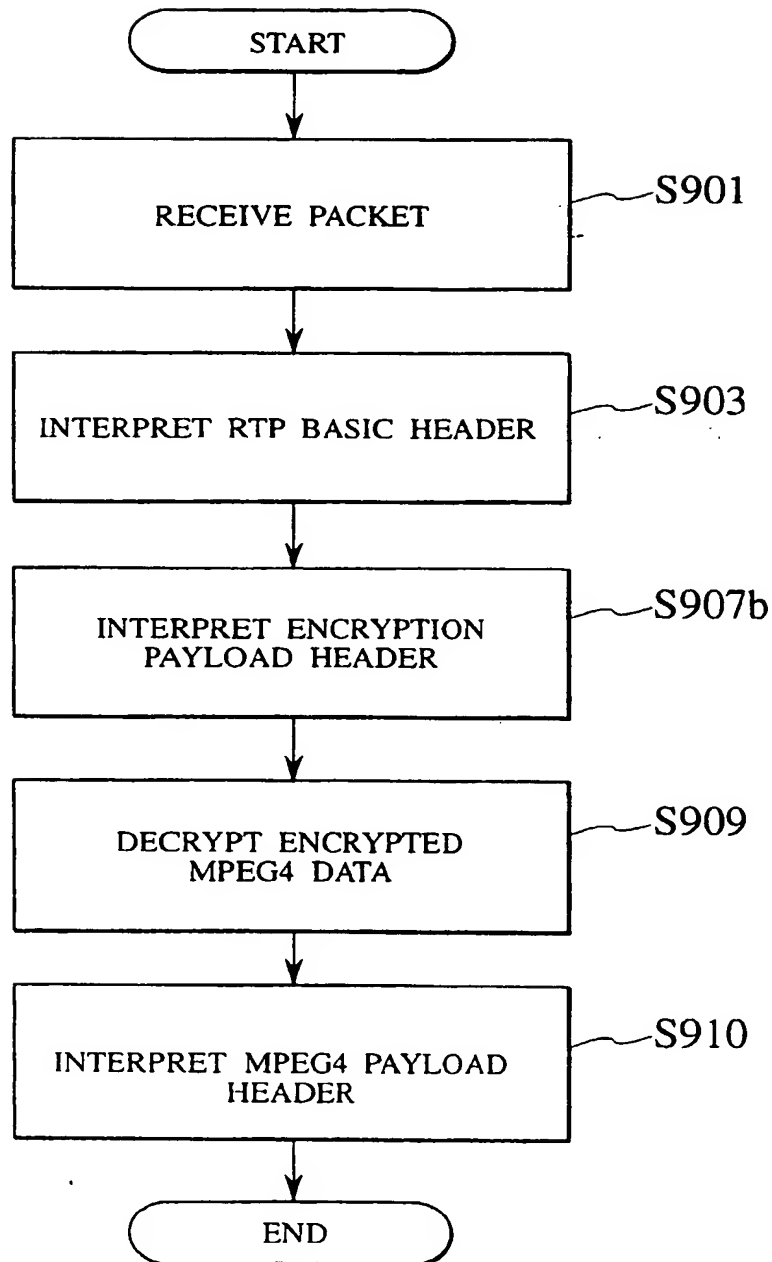 START
RECEIVE PACKET
S901
INTERPRET RTP BASIC HEADER
S903
INTERPRET ENCRYPTION
PAYLOAD HEADER
S907b
DECRYPT ENCRYPTED
MPEG4 DATA
S909
INTERPRET MPEG4 PAYLOAD
HEADER
S910
END